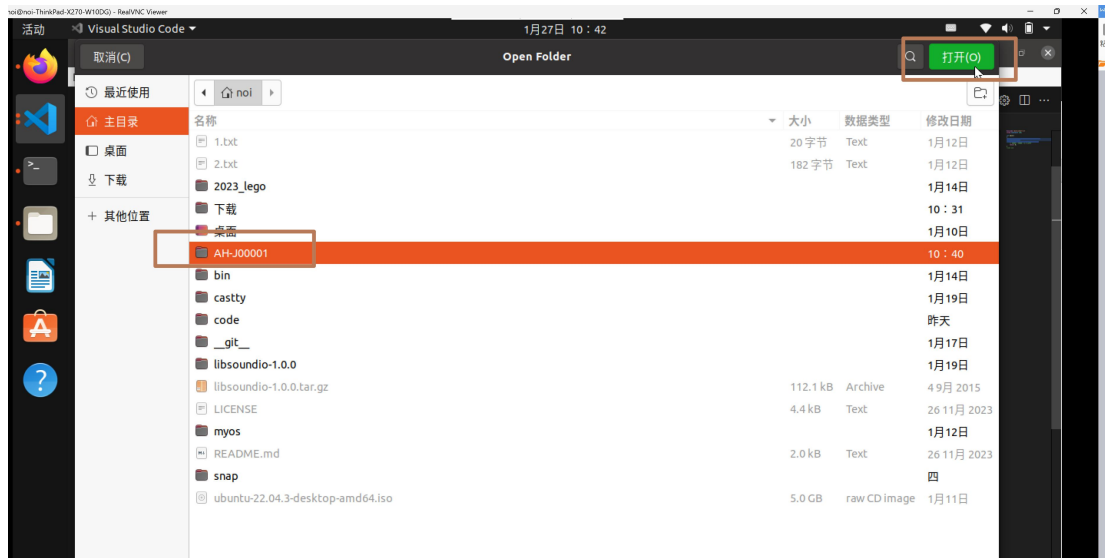 noi@noi-ThinkPad-X270-W10DG) - RealVNC Viewer
活动 Visual Studio Code 1月27日 10：42
取消(C) Open Folder 打开(O)
最近使用 noi
主目录 名称 大小 数据类型 修改日期
1.txt 20 字节 Text 1月12日
桌面
2.txt 182 字节 Text 1月12日
下载 2023_lego 1月14日
下载 10：31
其他位置
桌面 1月10日
AH-J00001 10：40
bin 1月14日
castty 1月19日
code 昨天
__git__ 1月17日
libsoundio-1.0.0 1月19日
libsoundio-1.0.0.tar.gz 112.1 kB Archive 4 9月 2015
LICENSE 4.4 kB Text 26 11月 2023
myos 1月12日
README.md 2.0 kB Text 26 11月 2023
snap 四
ubuntu-22.04.3-desktop-amd64.iso 5.0 GB raw CD image 1月11日